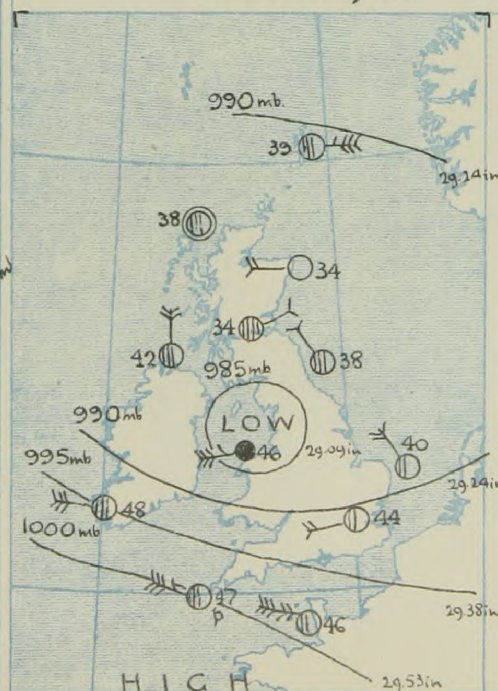 990 mb.
39
29.24 in
38
34
34
42
38
985 mb
990 mb
LOW
46
29.09 in
40
995 mb
29.24 in
48
44
1000 mb
47
p
46
29.38 in
HIGH
29.53 in